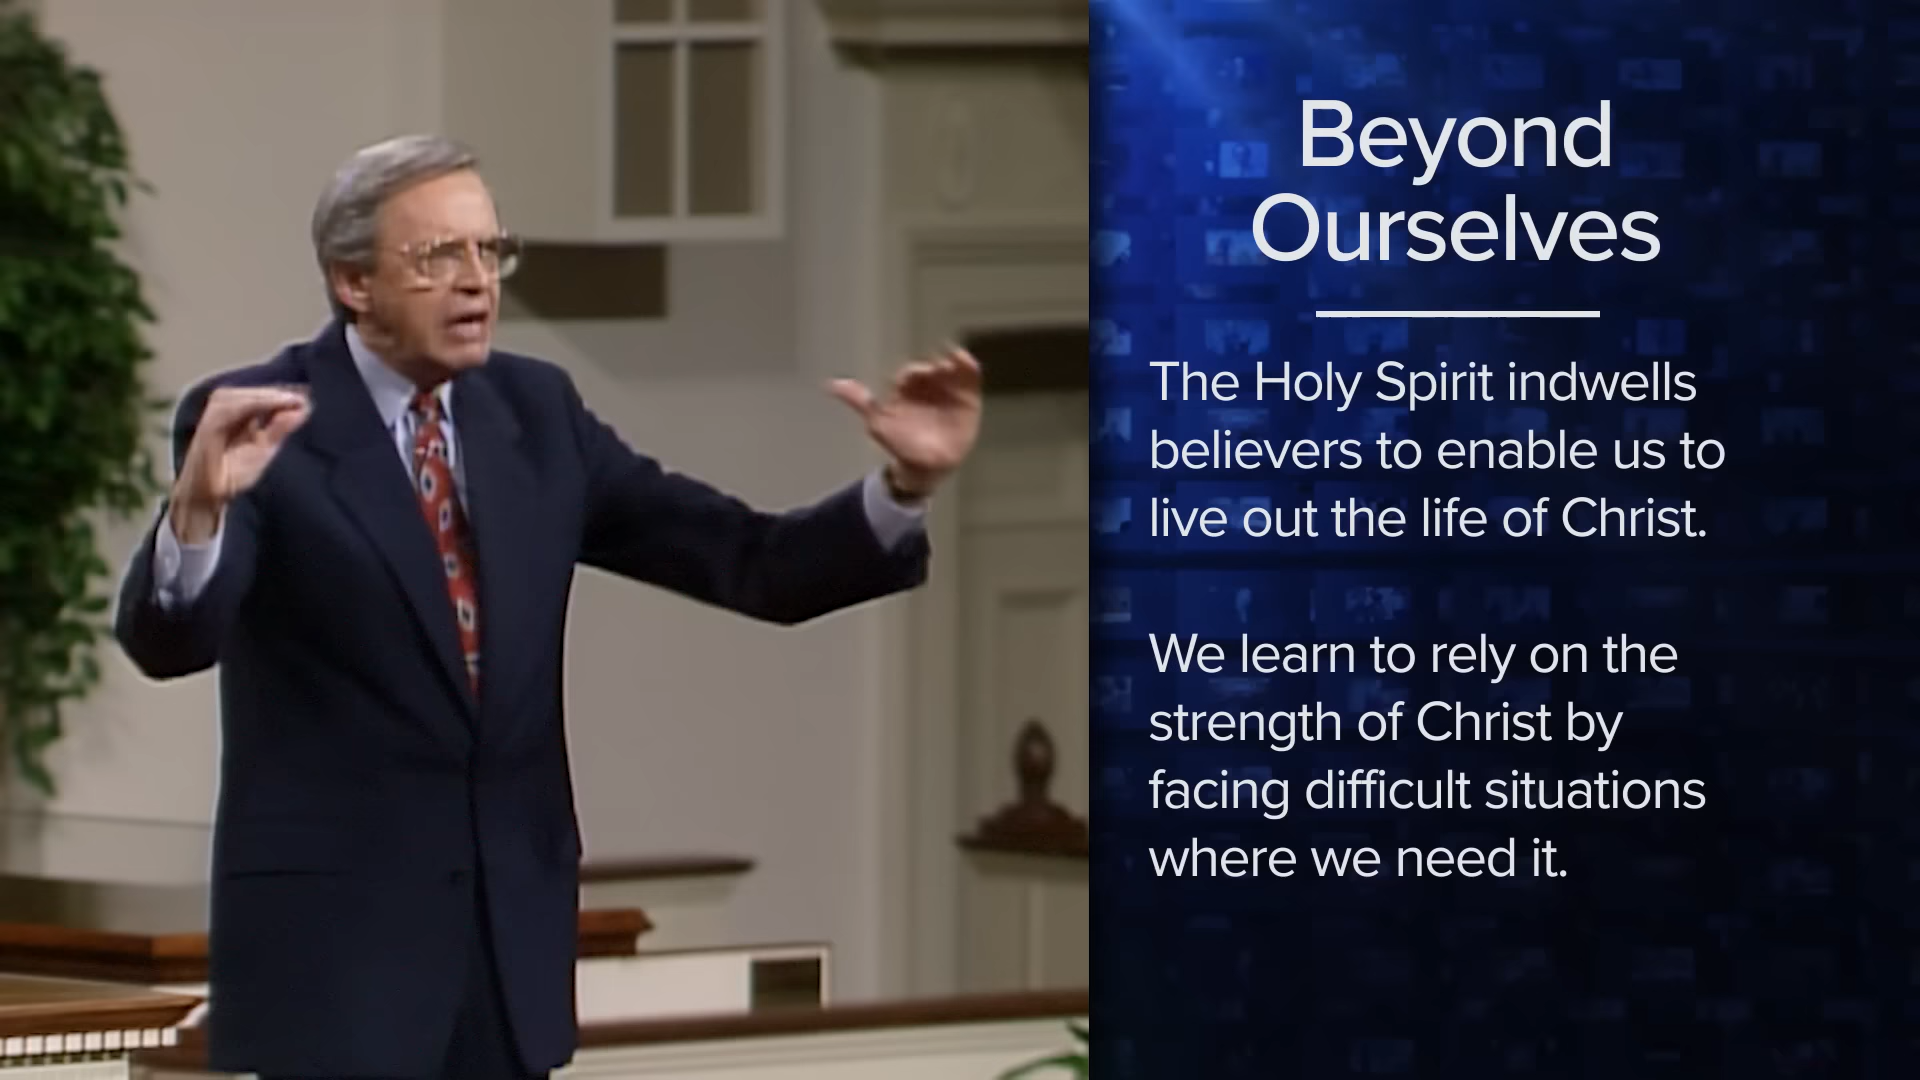 Beyond
Ourselves
The Holy Spirit indwells
believers to enable us to
live out the life of Christ.
We learn to rely on the
strength of Christ by
facing difficult situations
where we need it.